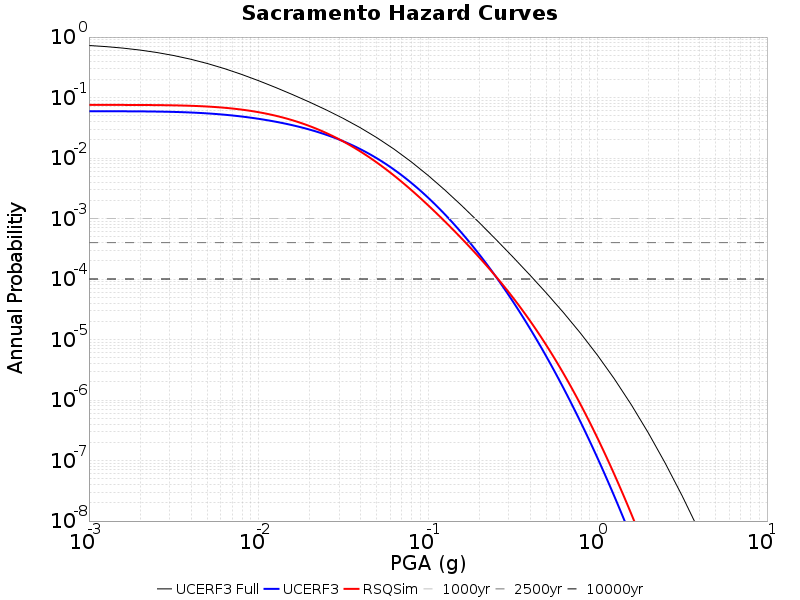 Sacramento Hazard Curves
Annual Probabilitiy
10^0
10^-1
10^-2
10^-3
10^-4
10^-5
10^-6
10^-7
10^-8
10^-3 10^-2 10^-1 10^0 10^1
PGA (g)
UCERF3 Full UCERF3 RSQSim 1000yr 2500yr 10000yr